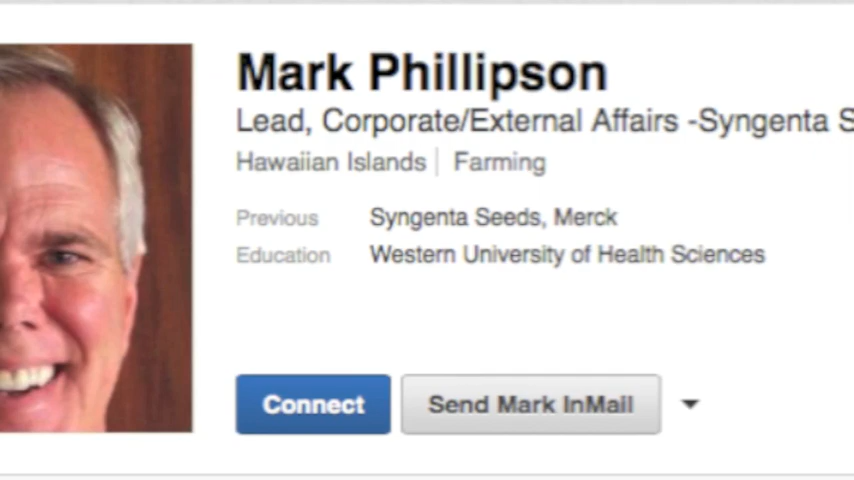 Mark Phillipson
Lead, Corporate/External Affairs -Syngenta S
Hawaiian Islands | Farming
Previous Syngenta Seeds, Merck
Education Western University of Health Sciences
Connect Send Mark InMail